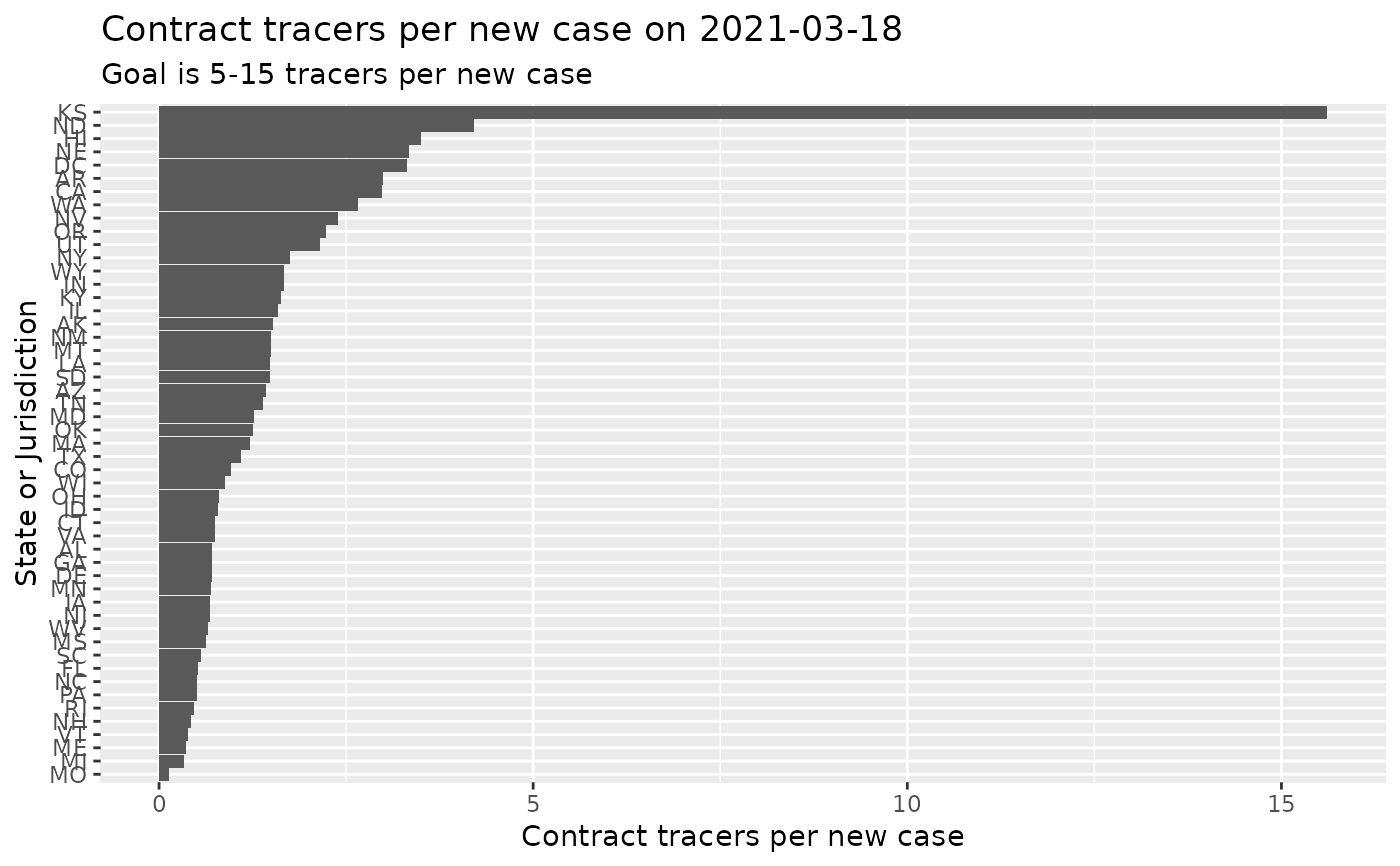 Contract tracers per new case on 2021-03-18
Goal is 5-15 tracers per new case
State or Jurisdiction
KS
ND
HI
NE
DC
AR
CA
WA
NV
OR
UT
NY
WY
IN
KY
IL
AK
NM
MT
LA
SD
AZ
TN
MD
OK
MA
TX
CO
WI
OH
ID
CT
VA
AL
GA
DE
MN
IA
NJ
WV
MS
SC
FL
NC
PA
RI
NH
VT
ME
MI
MO
0 5 10 15
Contract tracers per new case